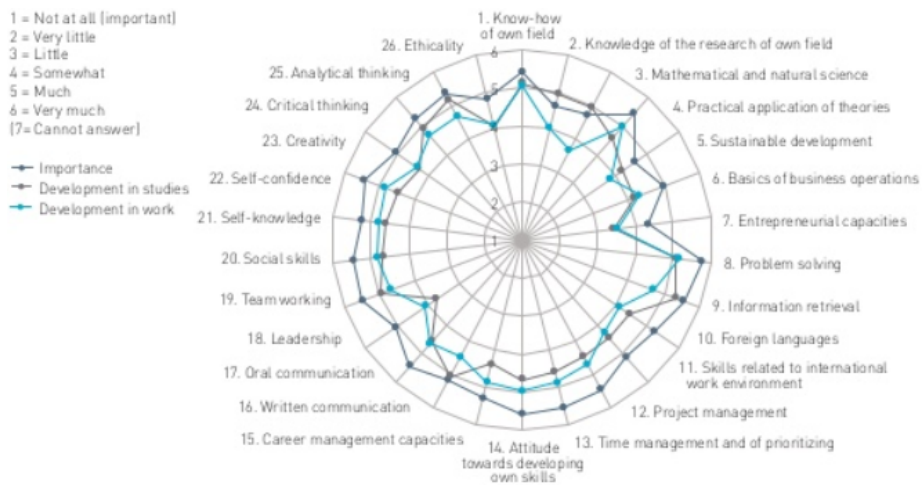 1 = Not at all (important)
2 = Very little
3 = Little
4 = Somewhat
5 = Much
6 = Very much
(7= Cannot answer)
Importance
Development in studies
Development in work
1. Know-how
of own field
2. Knowledge of the research of own field
3. Mathematical and natural science
4. Practical application of theories
5. Sustainable development
6. Basics of business operations
7. Entrepreneurial capacities
8. Problem solving
9. Information retrieval
10. Foreign languages
11. Skills related to international
work environment
12. Project management
13. Time management and of prioritizing
14. Attitude
towards developing
own skills
15. Career management capacities
16. Written communication
17. Oral communication
18. Leadership
19. Team working
20. Social skills
21. Self-knowledge
22. Self-confidence
23. Creativity
24. Critical thinking
25. Analytical thinking
26. Ethicality
6
5
3
2
1